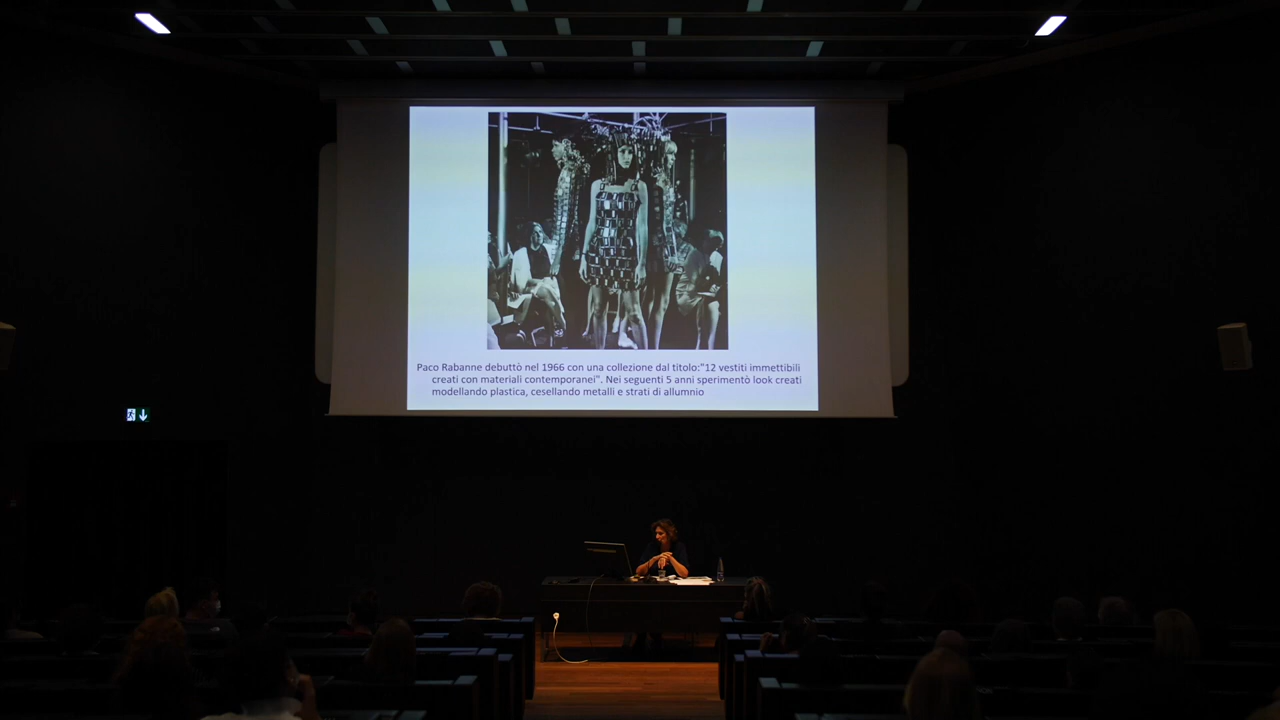 Paco Rabanne debuttò nel 1966 con una collezione dal titolo:"12 vestiti immettibili
creati con materiali contemporanei". Nei seguenti 5 anni sperimentò look creati
modellando plastica, cesellando metalli e strati di allumnio